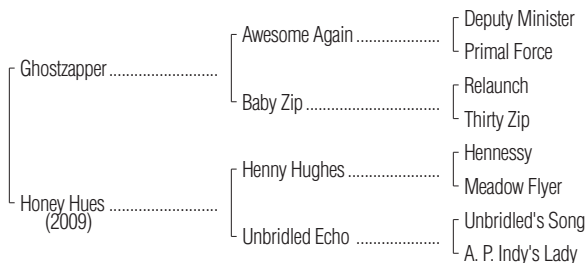 Deputy Minister
Awesome Again ....................
Primal Force
Ghostzapper ..........................
Relaunch
Baby Zip ................................
Thirty Zip
Hennessy
Henny Hughes ......................
Meadow Flyer
Honey Hues ..........................
(2009)
Unbridled's Song
Unbridled Echo ....................
A. P. Indy's Lady